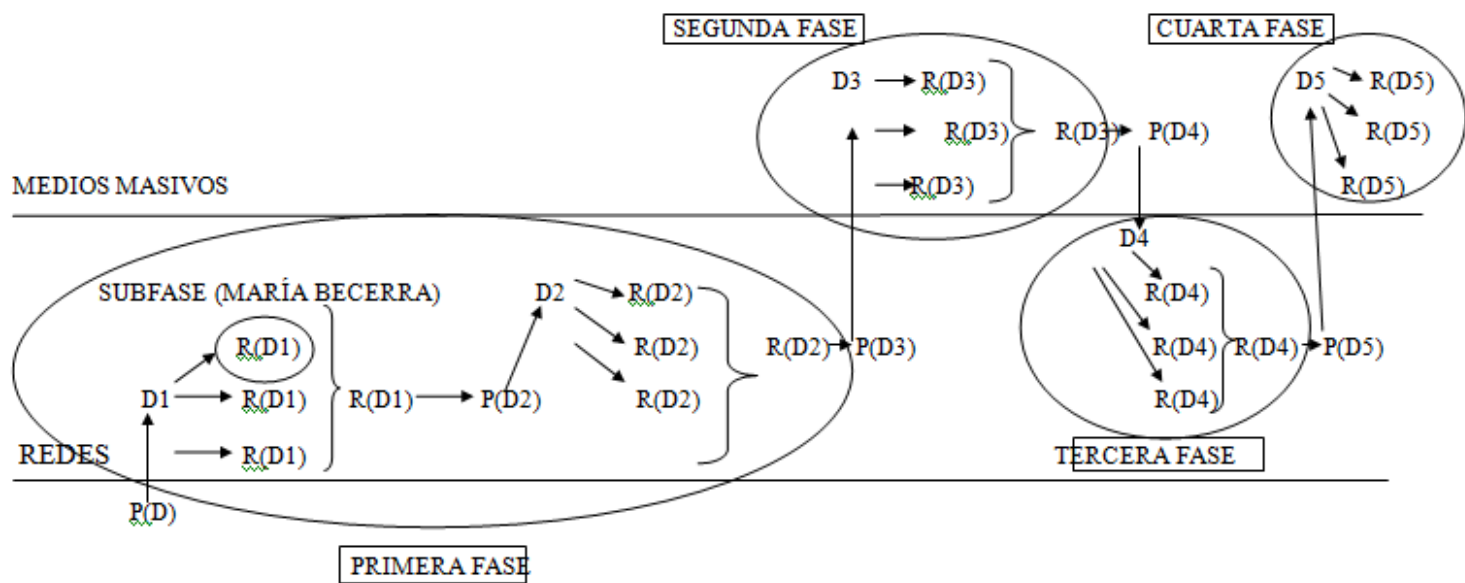 SEGUNDA FASE CUARTA FASE
D3 R(D3) D5 R(D5)
R(D3) R(D3) P(D4) R(D5)
MEDIOS MASIVOS R(D3) R(D5)
D4
SUBFASE (MARÍA BECERRA) D2 R(D2) R(D4)
R(D1) R(D2) R(D2) P(D3) R(D4) R(D4) P(D5)
D1 R(D1) R(D1) P(D2) R(D2) R(D4)
REDES R(D1) TERCERA FASE
P(D)
PRIMERA FASE